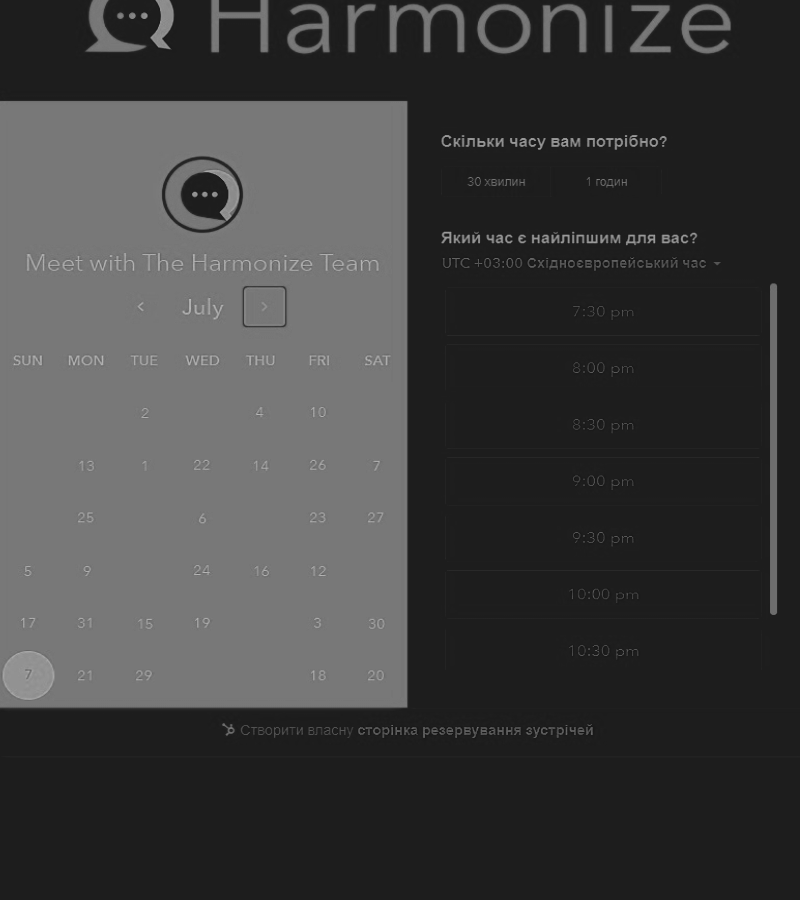 Harmonize
Meet with The Harmonize Team
July
SUN MON TUE WED THU FRI SAT
2 4 10
13 1 22 14 26 7
25 6 23 27
5 9 24 16 12
17 31 15 19 3 30
7 21 29 18 20
Скільки часу вам потрібно?
30 хвилин 1 годин
Який час є найліпшим для вас?
UTC +03:00 Східноєвропейський час
7:30 pm
8:00 pm
8:30 pm
9:00 pm
9:30 pm
10:00 pm
10:30 pm
Створити власну сторінка резервування зустрічей